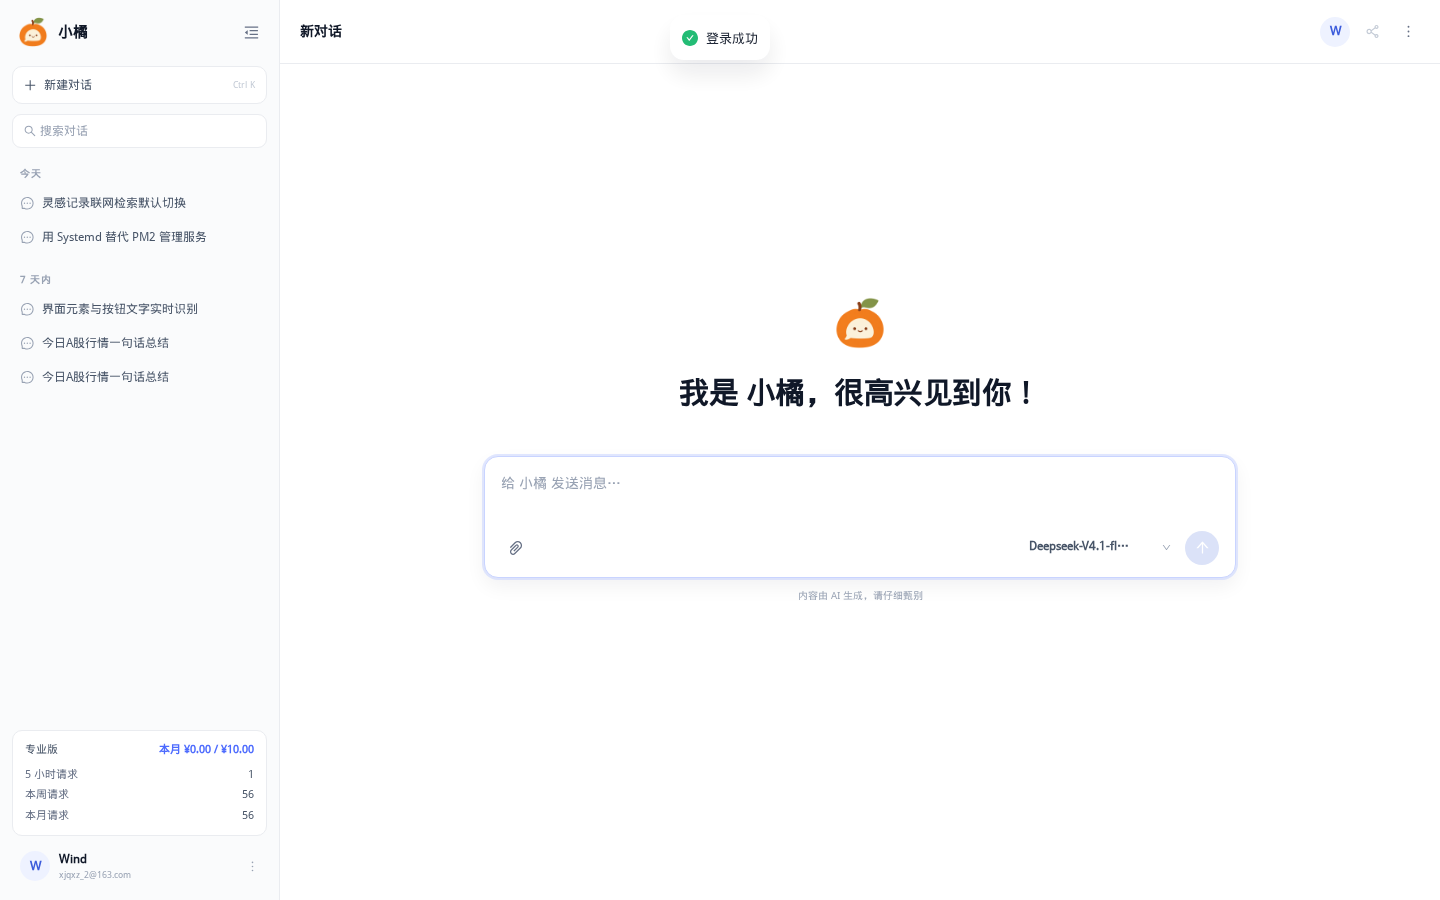 小橘
新建对话 Ctrl K
搜索对话
今天
灵感记录联网检索默认切换
用 Systemd 替代 PM2 管理服务
7 天内
界面元素与按钮文字实时识别
今日A股行情一句话总结
今日A股行情一句话总结
专业版 本月 ¥0.00 / ¥10.00
5 小时请求 1
本周请求 56
本月请求 56
W
Wind
xjqxz_2@163.com
新对话
登录成功
W
我是 小橘，很高兴见到你！
给 小橘 发送消息…
Deepseek-V4.1-fl…
内容由 AI 生成，请仔细甄别